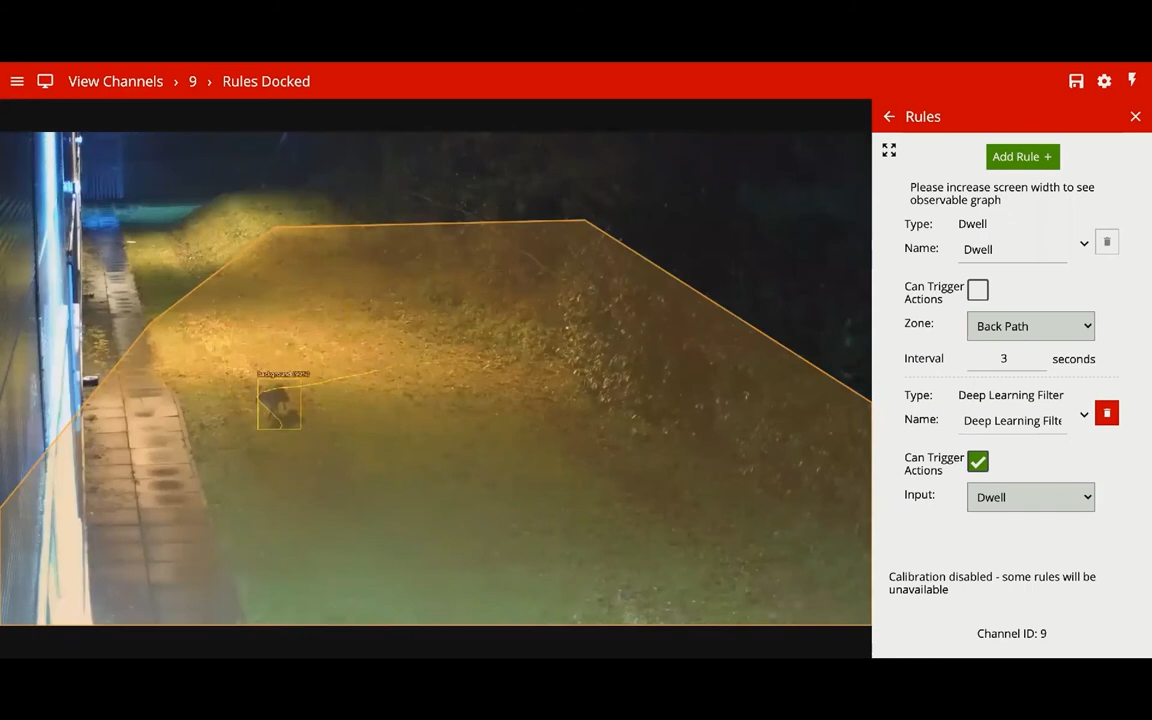 View Channels › 9 › Rules Docked
Rules
Add Rule +
Please increase screen width to see
observable graph
Type: Dwell
Name: Dwell
Can Trigger
Actions
Zone: Back Path
Interval 3 seconds
Type: Deep Learning Filter
Name: Deep Learning Filte
Can Trigger
Actions
Input: Dwell
Calibration disabled - some rules will be
unavailable
Channel ID: 9